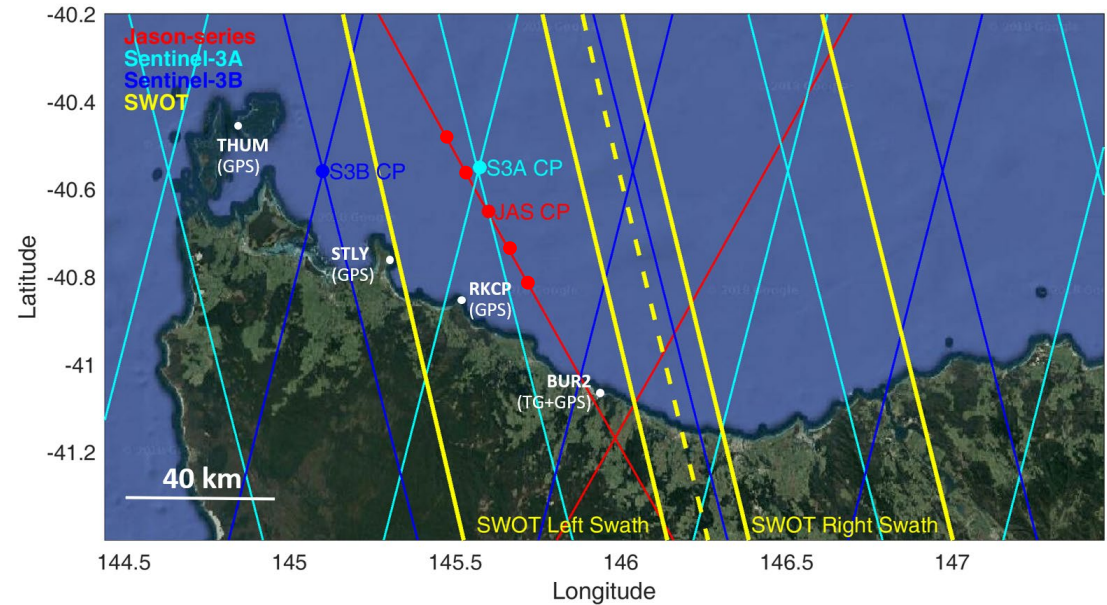 -40.2
-40.4
-40.6
-40.8
-41
-41.2
Latitude
Jason-series
Sentinel-3A
Sentinel-3B
SWOT
THUM
(GPS)
S3B CP
S3A CP
JAS CP
STLY
(GPS)
RKCP
(GPS)
BUR2
(TG+GPS)
40 km
SWOT Left Swath
SWOT Right Swath
144.5
145
145.5
146
146.5
147
Longitude